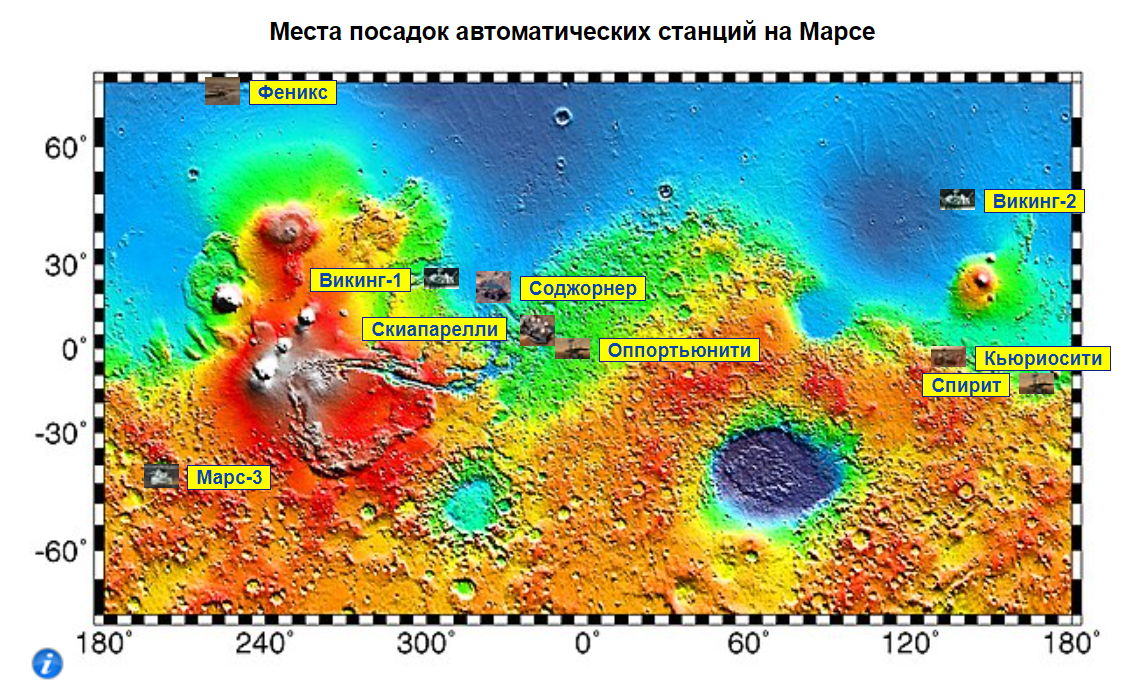 Места посадок автоматических станций на Марсе
Феникс
60°
Викинг-2
30°
Викинг-1
Соджорнер
Скиапарелли
0°
Оппортьюнити
Кьюриосити
Спирит
-30°
Марс-3
-60°
180° 240° 300° 0° 60° 120° 180°
i